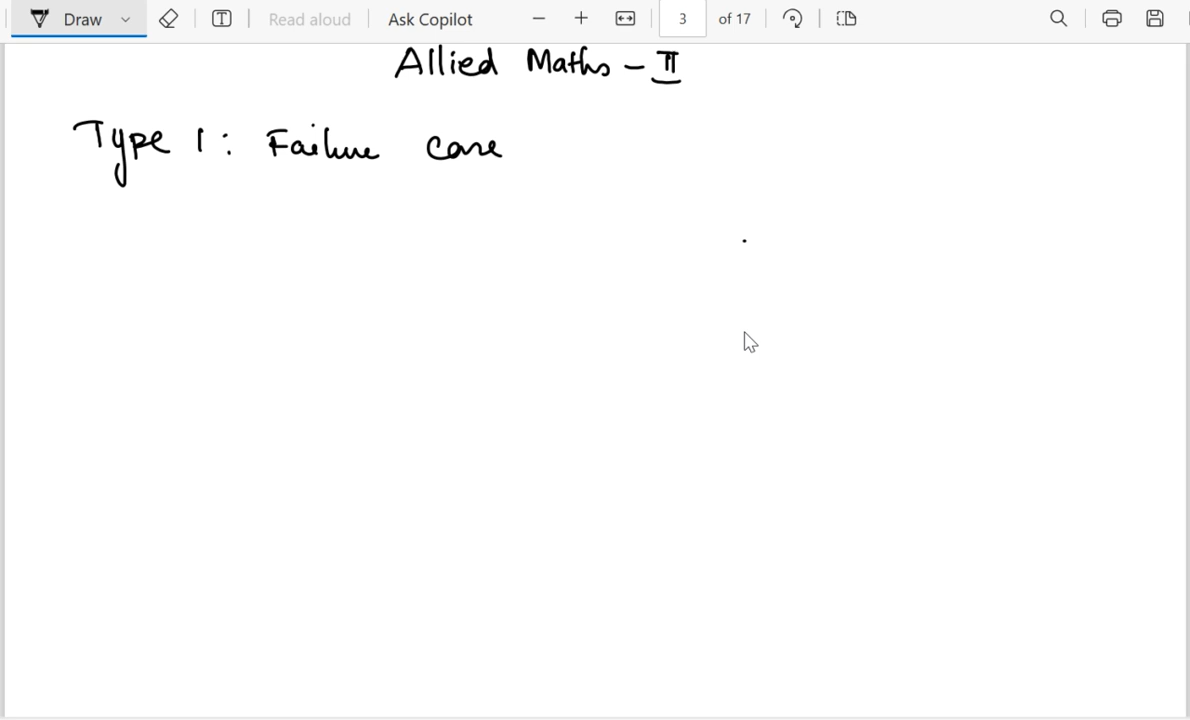 Draw
Read aloud
Ask Copilot
3
of 17
Allied Maths - II
Type 1: Failure case